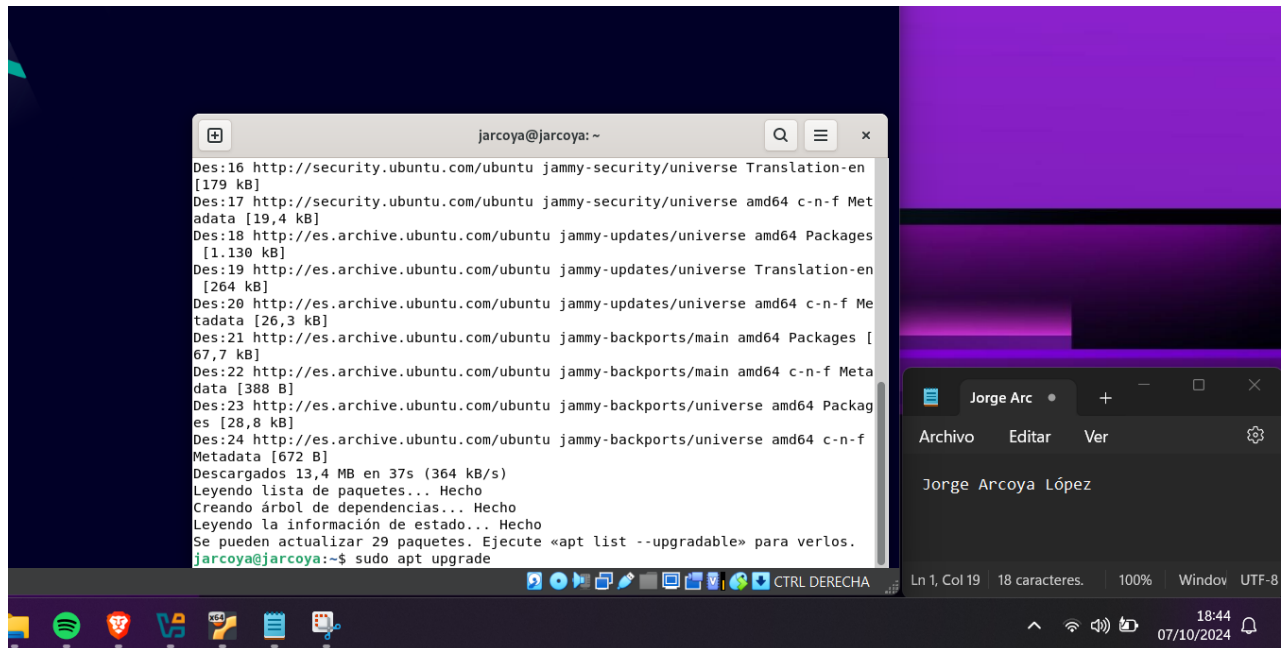 jarcoya@jarcoya: ~
Des:16 http://security.ubuntu.com/ubuntu jammy-security/universe Translation-en
[179 kB]
Des:17 http://security.ubuntu.com/ubuntu jammy-security/universe amd64 c-n-f Met
adata [19,4 kB]
Des:18 http://es.archive.ubuntu.com/ubuntu jammy-updates/universe amd64 Packages
 [1.130 kB]
Des:19 http://es.archive.ubuntu.com/ubuntu jammy-updates/universe Translation-en
 [264 kB]
Des:20 http://es.archive.ubuntu.com/ubuntu jammy-updates/universe amd64 c-n-f Me
tadata [26,3 kB]
Des:21 http://es.archive.ubuntu.com/ubuntu jammy-backports/main amd64 Packages [
67,7 kB]
Des:22 http://es.archive.ubuntu.com/ubuntu jammy-backports/main amd64 c-n-f Meta
data [388 B]
Des:23 http://es.archive.ubuntu.com/ubuntu jammy-backports/universe amd64 Packag
es [28,8 kB]
Des:24 http://es.archive.ubuntu.com/ubuntu jammy-backports/universe amd64 c-n-f
Metadata [672 B]
Descargados 13,4 MB en 37s (364 kB/s)
Leyendo lista de paquetes... Hecho
Creando árbol de dependencias... Hecho
Leyendo la información de estado... Hecho
Se pueden actualizar 29 paquetes. Ejecute «apt list --upgradable» para verlos.
jarcoya@jarcoya:~$ sudo apt upgrade
CTRL DERECHA
Jorge Arc
Archivo Editar Ver
Jorge Arcoya López
Ln 1, Col 19 18 caracteres. 100% Window UTF-8
x64
18:44
07/10/2024